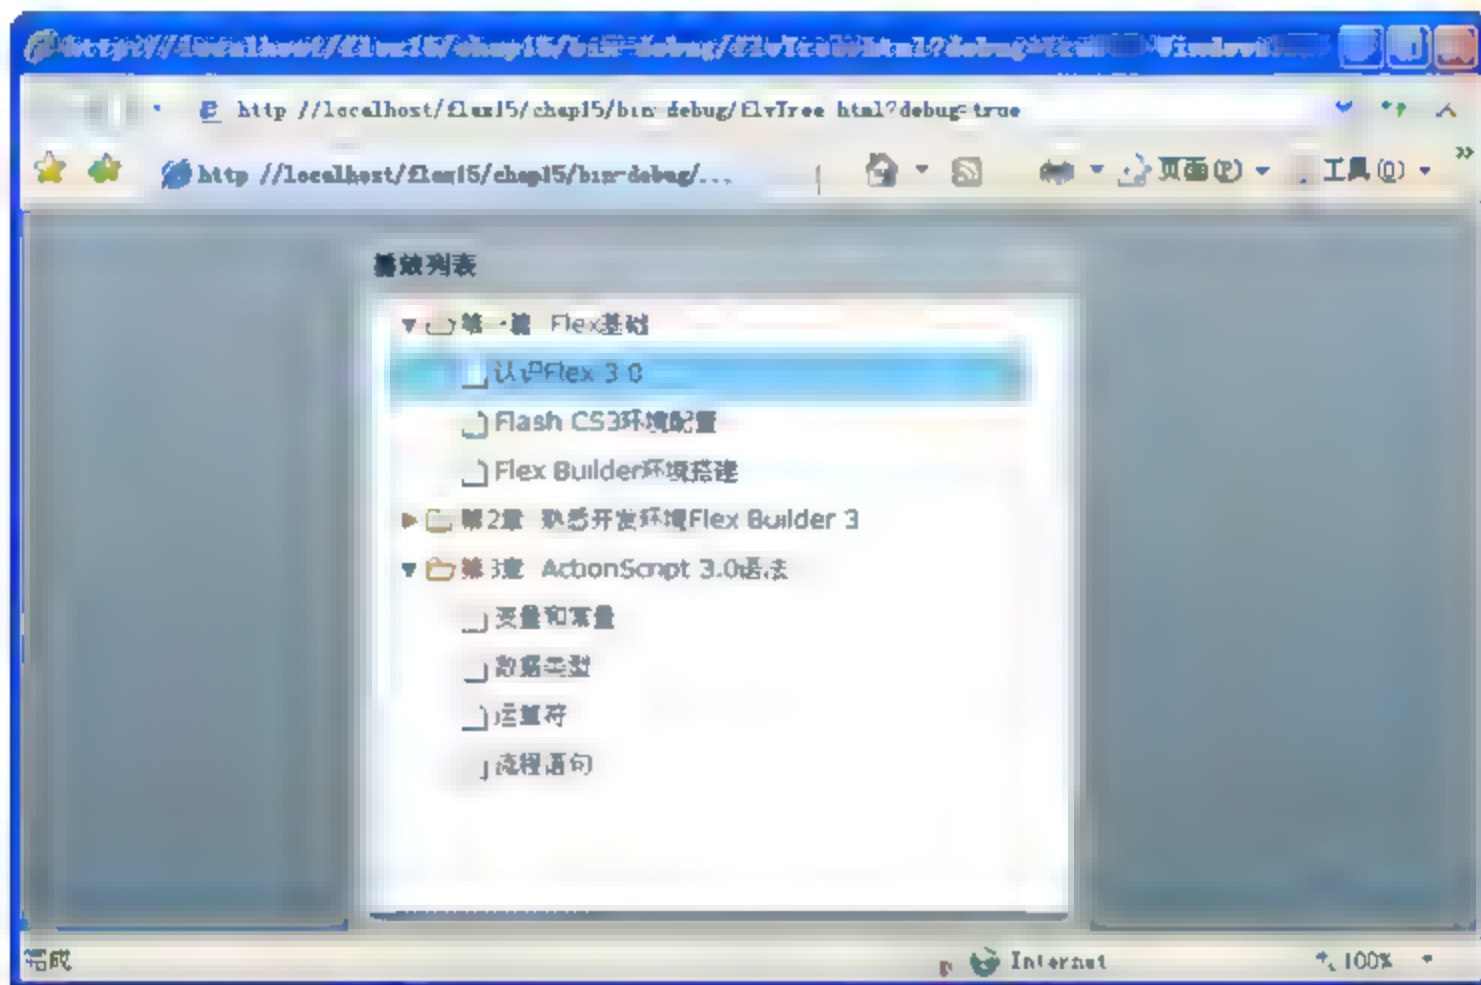 http //localhost/flux15/chap15/bin-debug/flvTree html?debug=true
http //localhost/flux15/chap15/bin-debug/... 页面(P) 工具(O) »
播放列表
第一篇 Flex基础
认识Flex 3 0
Flash CS3环境配置
Flex Builder环境搭建
第2章 熟悉开发环境Flex Builder 3
第3章 ActionScript 3.0语法
变量和常量
数据类型
运算符
流程语句
完成 Internet 100%